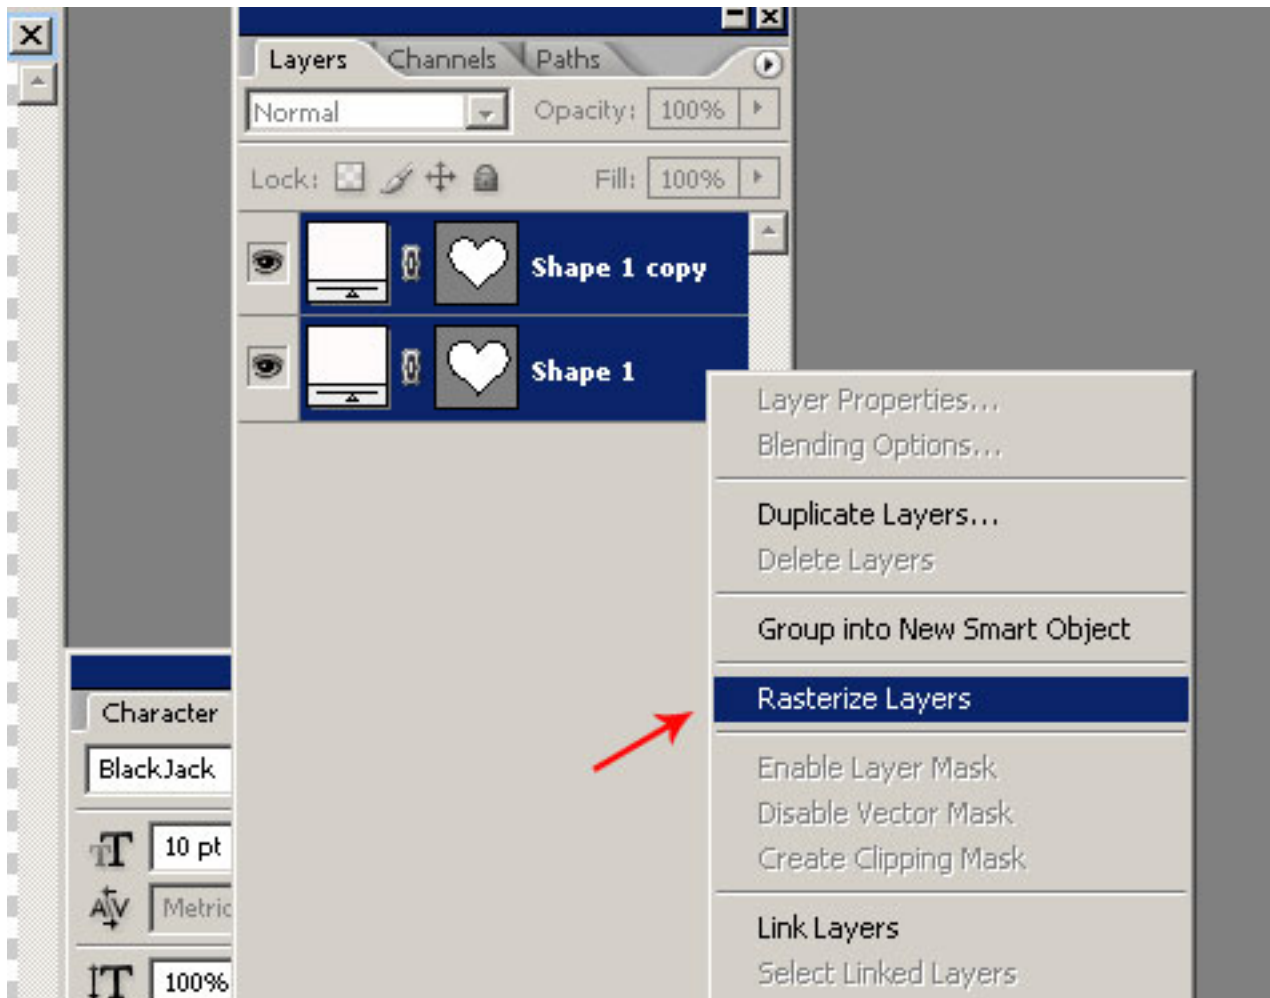 Layers Channels Paths
Normal Opacity: 100%
Lock: Fill: 100%
Shape 1 copy
Shape 1
Layer Properties...
Blending Options...
Duplicate Layers...
Delete Layers
Group into New Smart Object
Rasterize Layers
Enable Layer Mask
Disable Vector Mask
Create Clipping Mask
Link Layers
Select Linked Layers
Character
BlackJack
10 pt
Metric
100%